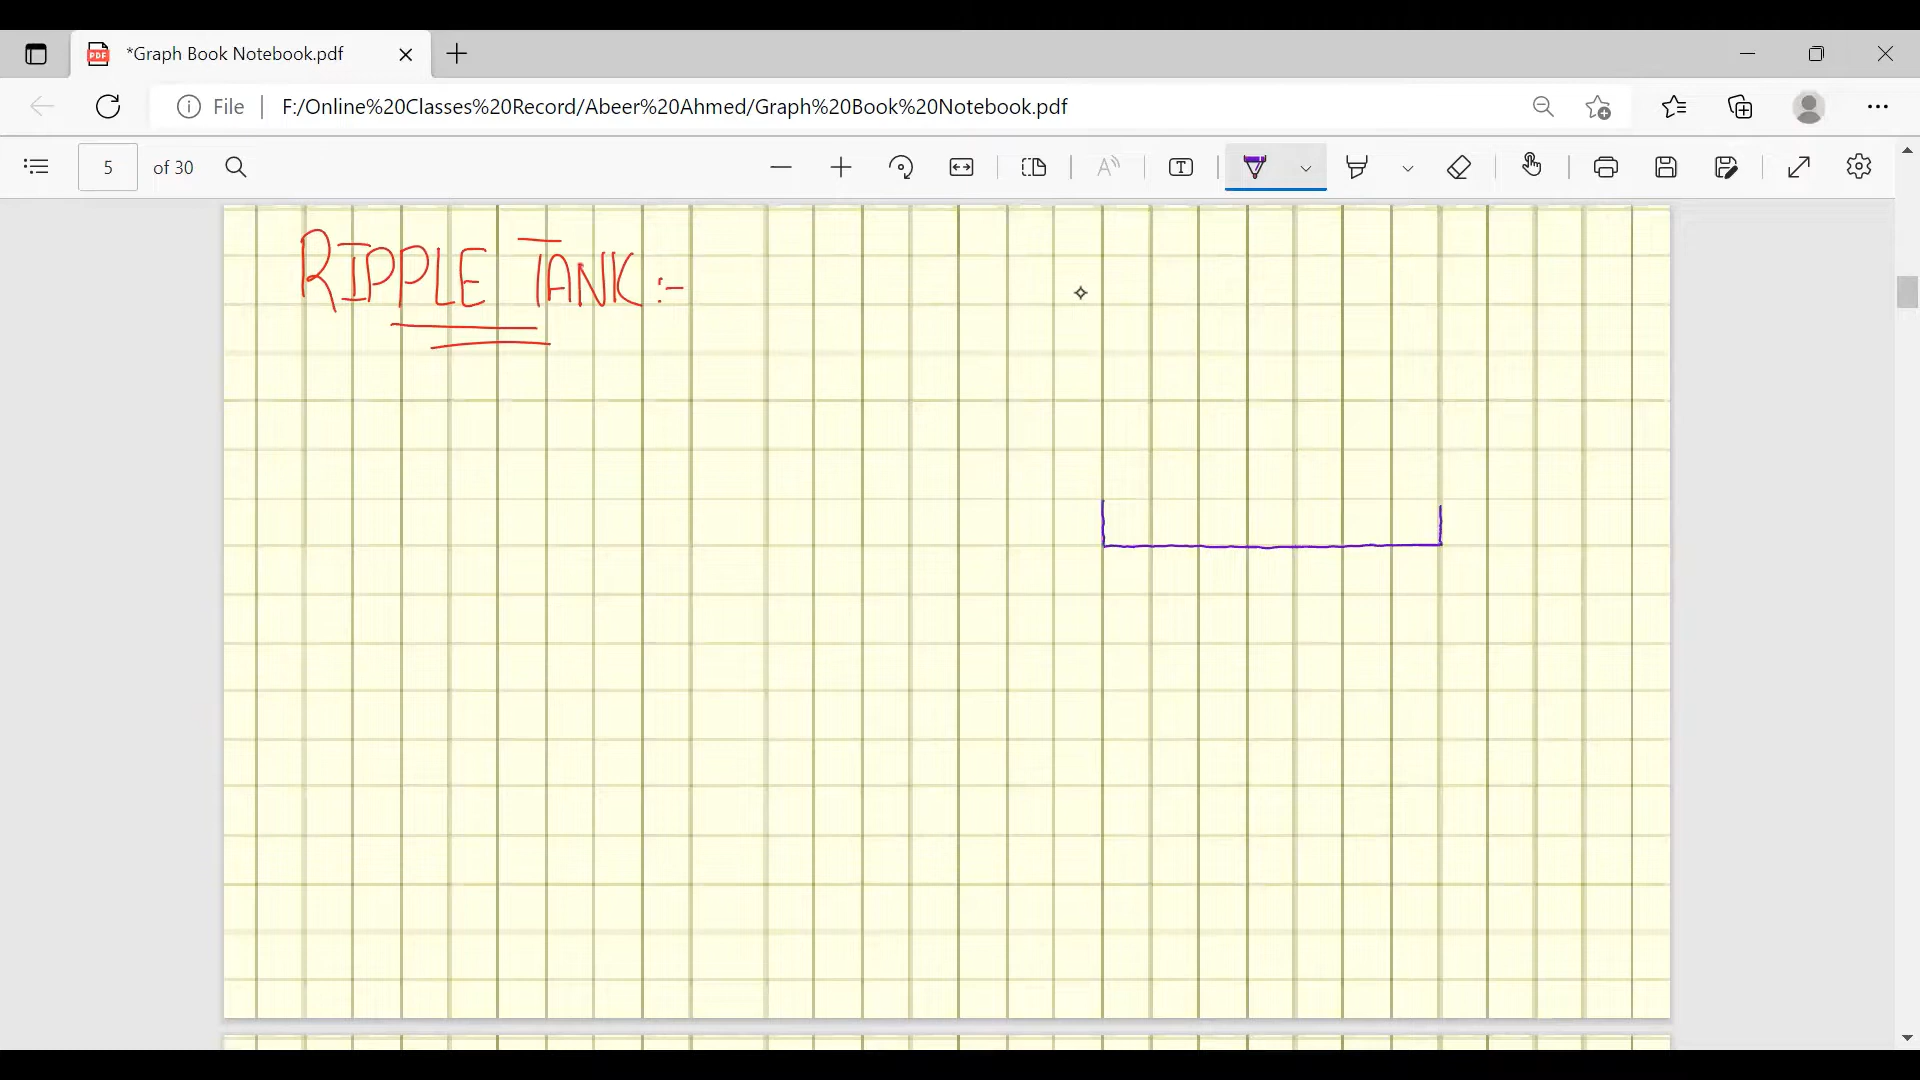 *Graph Book Notebook.pdf
File F:/Online%20Classes%20Record/Abeer%20Ahmed/Graph%20Book%20Notebook.pdf
5 of 30
RIPPLE TANK :-